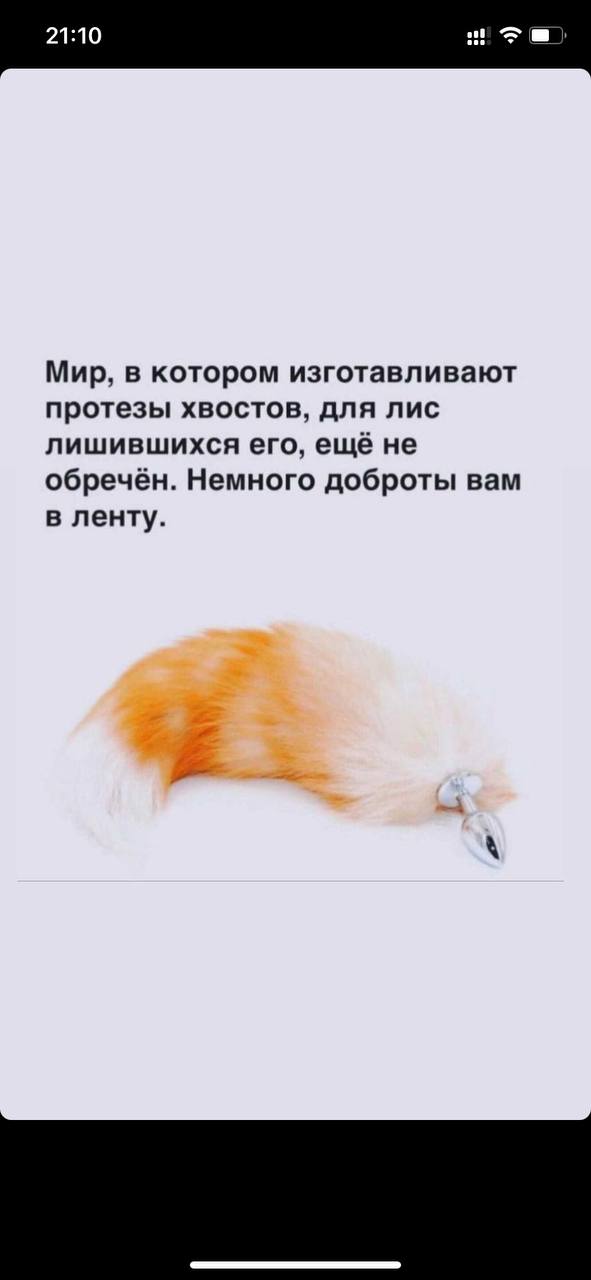 21:10
Мир, в котором изготавливают
протезы хвостов, для лис
лишившихся его, ещё не
обречён. Немного доброты вам
в ленту.